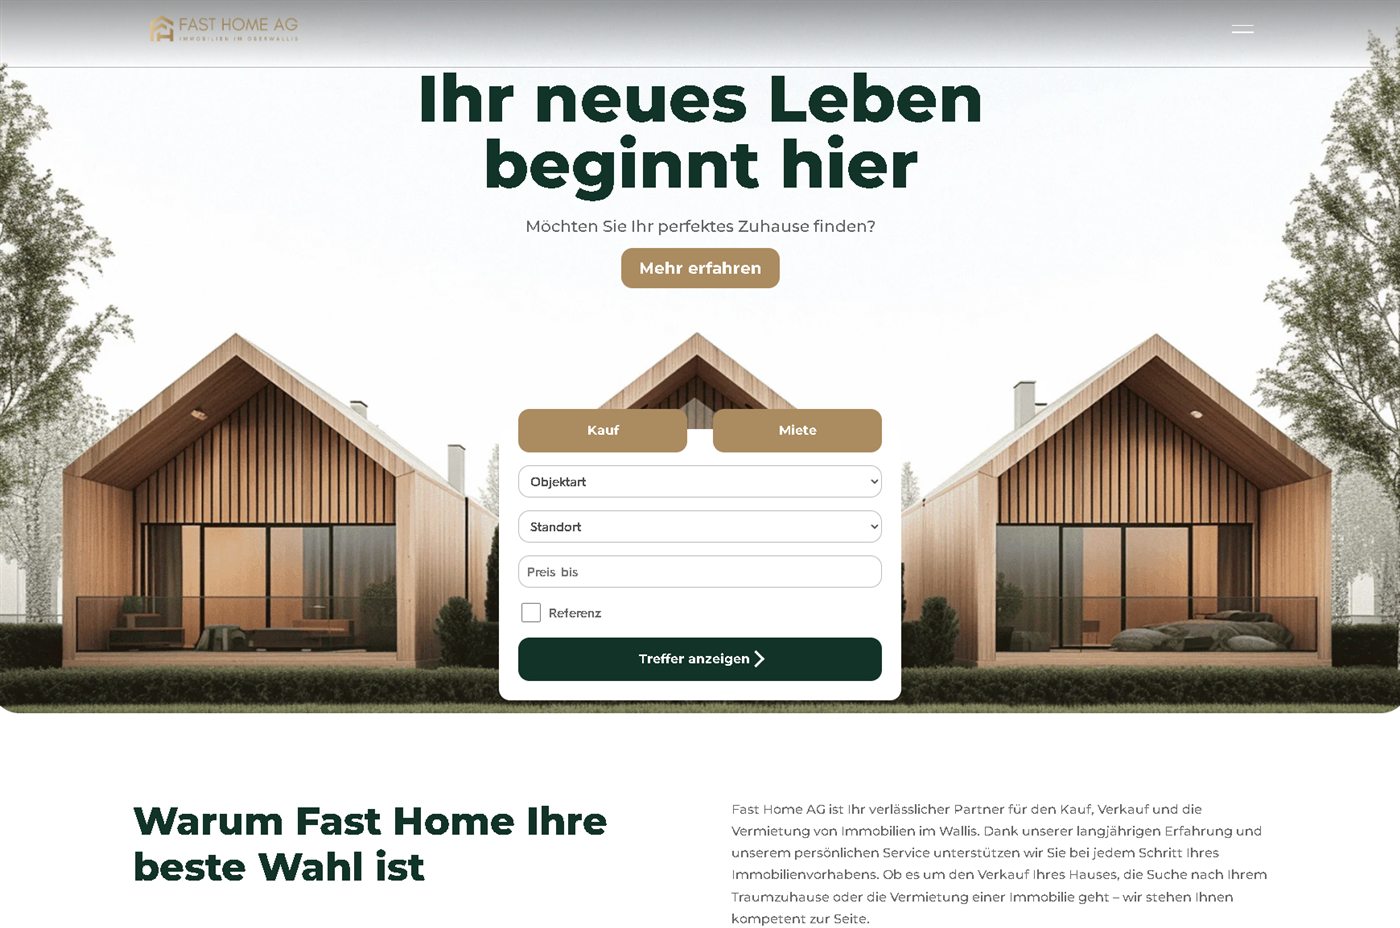 FAST HOME AG
IMMOBILIEN IM OBERWALLIS
Ihr neues Leben
beginnt hier
Möchten Sie Ihr perfektes Zuhause finden?
Mehr erfahren
Kauf
Miete
Objektart
Standort
Preis bis
Referenz
Treffer anzeigen
Warum Fast Home Ihre
beste Wahl ist
Fast Home AG ist Ihr verlässlicher Partner für den Kauf, Verkauf und die
Vermietung von Immobilien im Wallis. Dank unserer langjährigen Erfahrung und
unserem persönlichen Service unterstützen wir Sie bei jedem Schritt Ihres
Immobilienvorhabens. Ob es um den Verkauf Ihres Hauses, die Suche nach Ihrem
Traumzuhause oder die Vermietung einer Immobilie geht – wir stehen Ihnen
kompetent zur Seite.